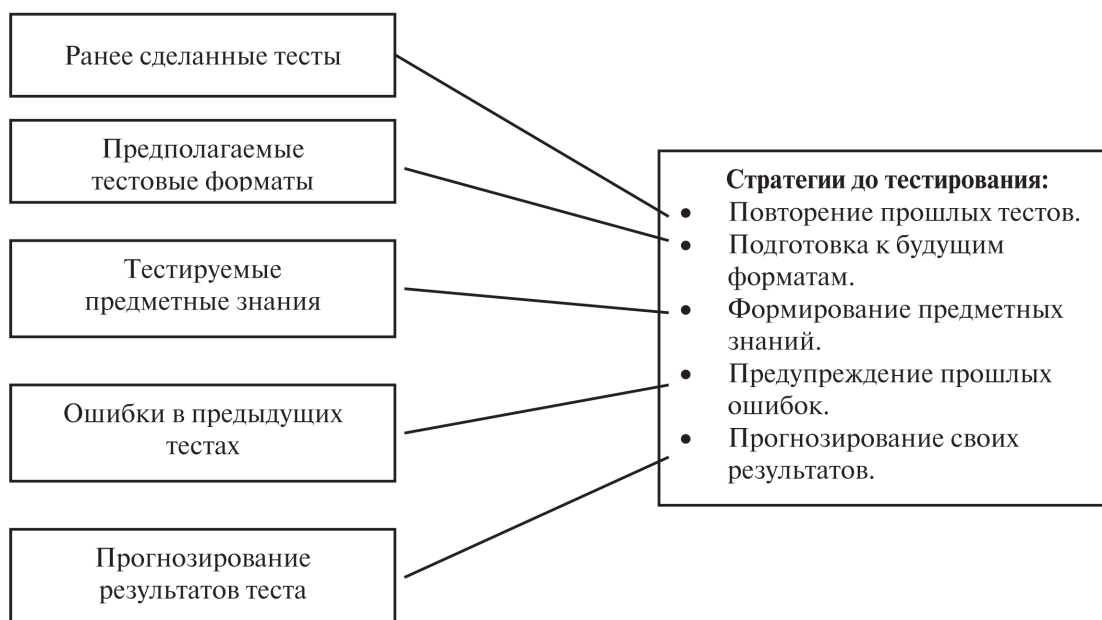 Ранее сделанные тесты
Предполагаемые
тестовые форматы
Тестируемые
предметные знания
Ошибки в предыдущих
тестах
Прогнозирование
результатов теста
Стратегии до тестирования:
• Повторение прошлых тестов.
• Подготовка к будущим
форматам.
• Формирование предметных
знаний.
• Предупреждение прошлых
ошибок.
• Прогнозирование своих
результатов.